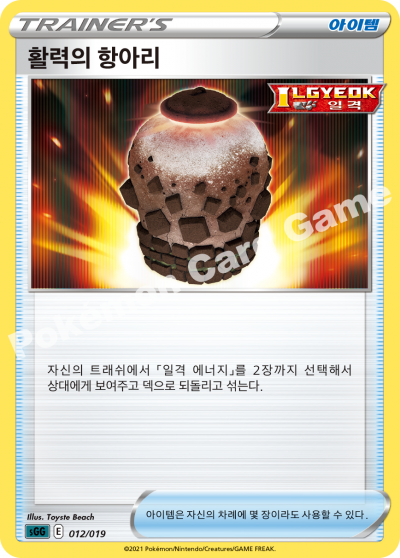 TRAINER'S
아이템
활력의 항아리
ILGYEOK
일격
Pokémon Card Game
자신의 트래쉬에서 「일격 에너지」를 2장까지 선택해서
상대에게 보여주고 덱으로 되돌리고 섞는다.
Illus. Toyste Beach
sGG E 012/019
아이템은 자신의 차례에 몇 장이라도 사용할 수 있다.
©2021 Pokémon/Nintendo/Creatures/GAME FREAK.